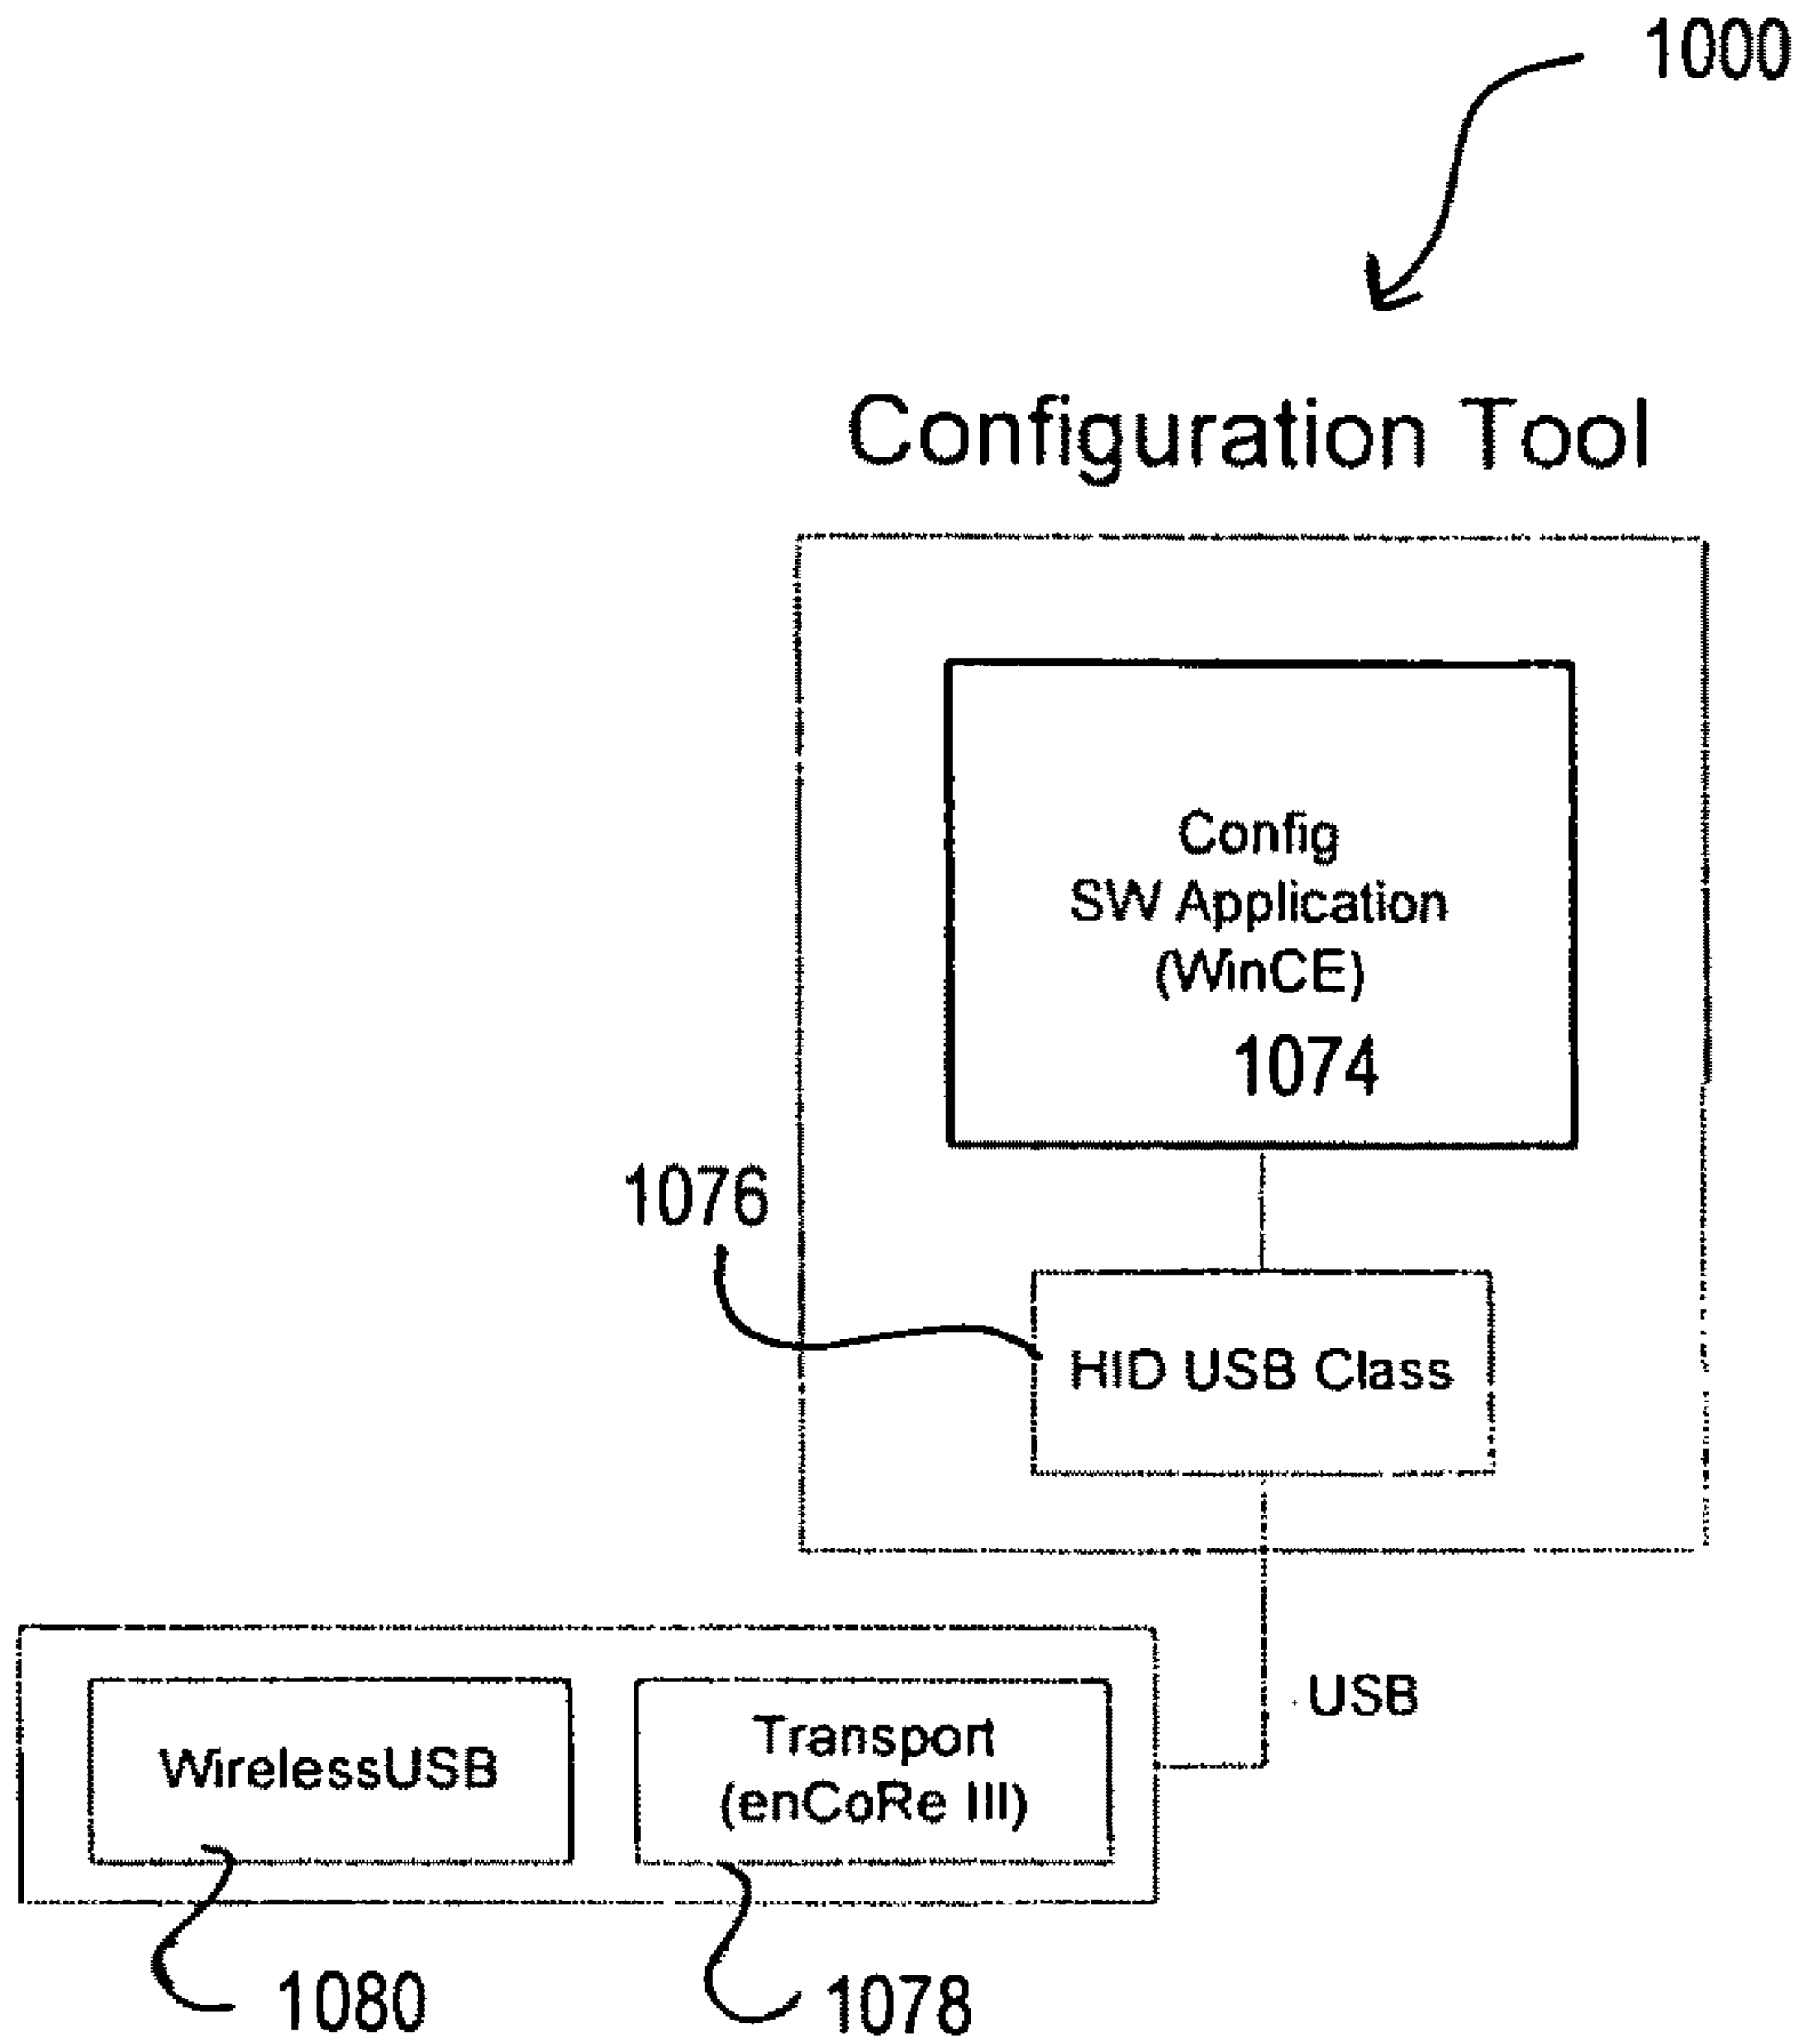 1000
Configuration Tool
Config
SW Application
(WinCE)
1074
1076
HID USB Class
USB
WirelessUSB
Transport
(enCoRe III)
1080
1078